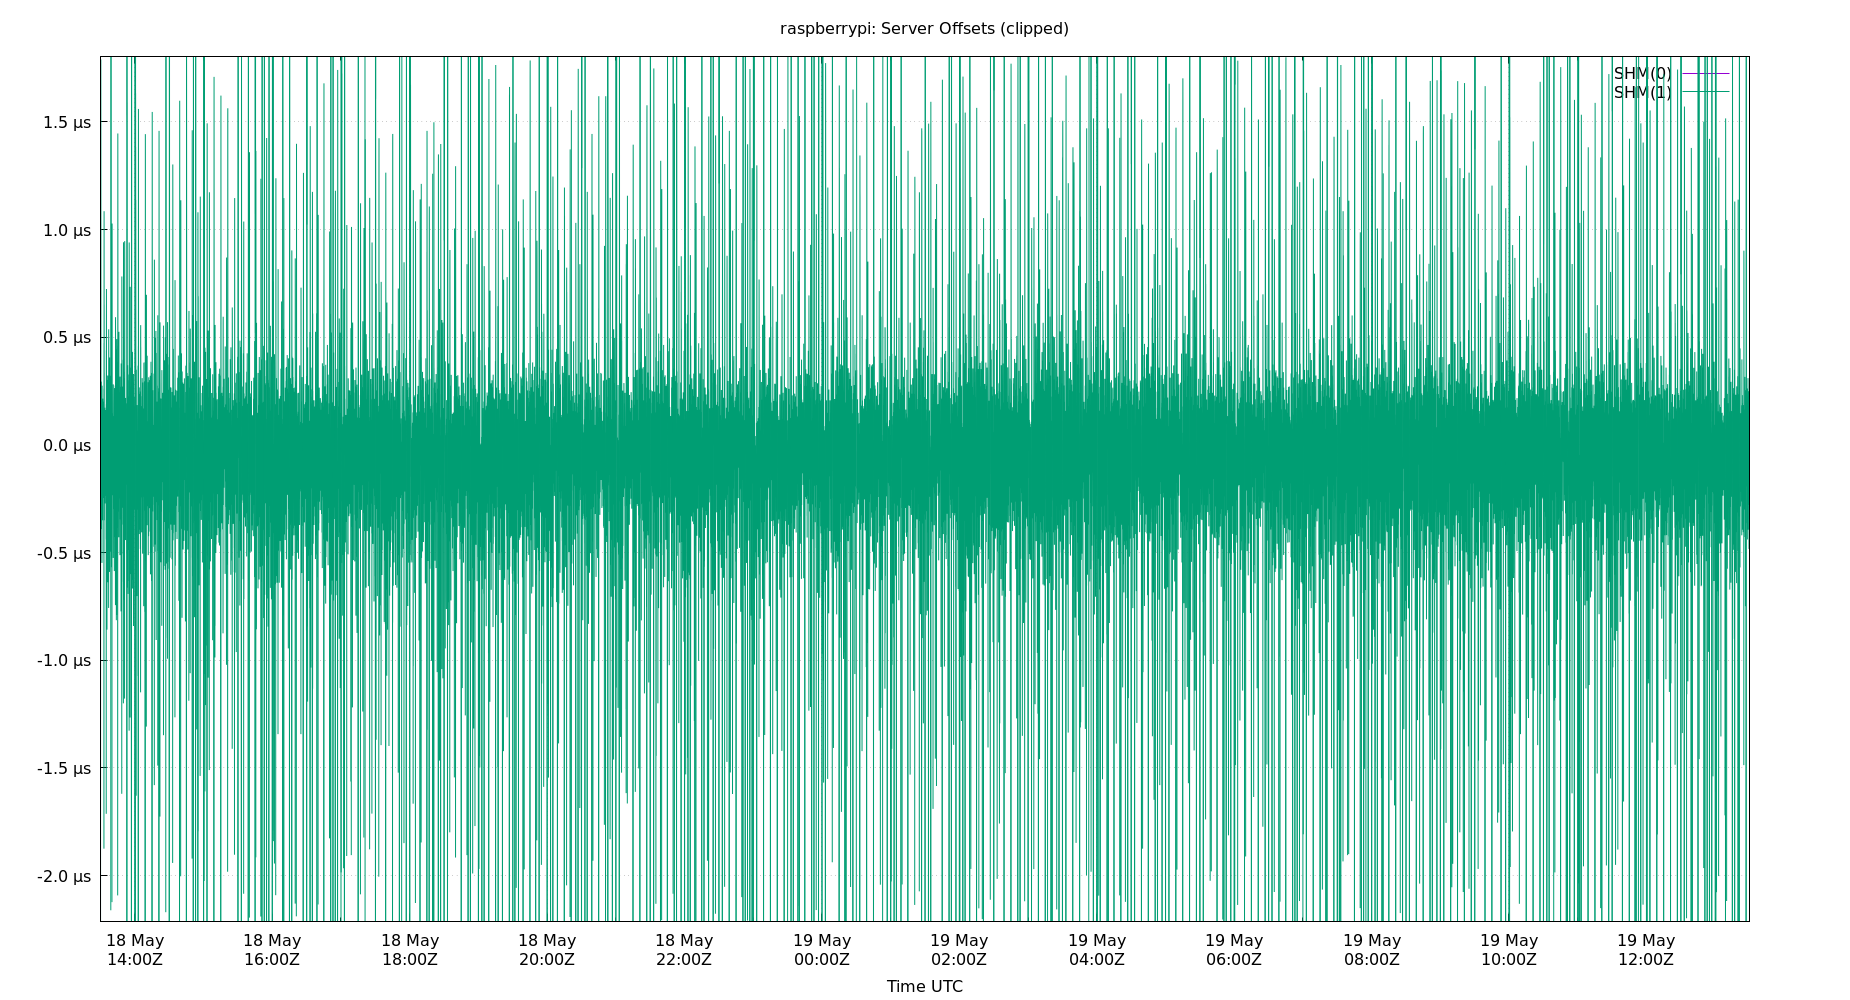 raspberrypi: Server Offsets (clipped)
SHM(0)
SHM(1)
1.5 µs
1.0 µs
0.5 µs
0.0 µs
-0.5 µs
-1.0 µs
-1.5 µs
-2.0 µs
18 May 18 May 18 May 18 May 18 May 19 May 19 May 19 May 19 May 19 May 19 May 19 May
14:00Z 16:00Z 18:00Z 20:00Z 22:00Z 00:00Z 02:00Z 04:00Z 06:00Z 08:00Z 10:00Z 12:00Z
Time UTC